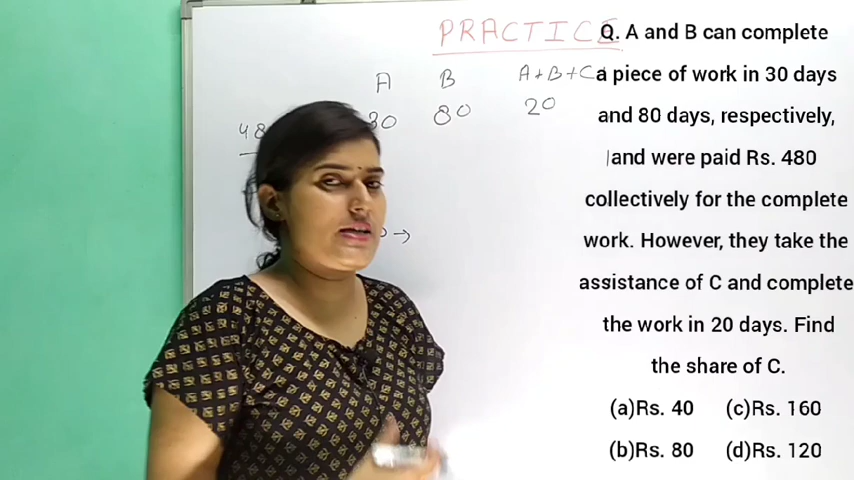 PRACTICE
A B A+B+C
48 30 80 20
→
Q. A and B can complete
a piece of work in 30 days
and 80 days, respectively,
and were paid Rs. 480
collectively for the complete
work. However, they take the
assistance of C and complete
the work in 20 days. Find
the share of C.
(a)Rs. 40 (c)Rs. 160
(b)Rs. 80 (d)Rs. 120